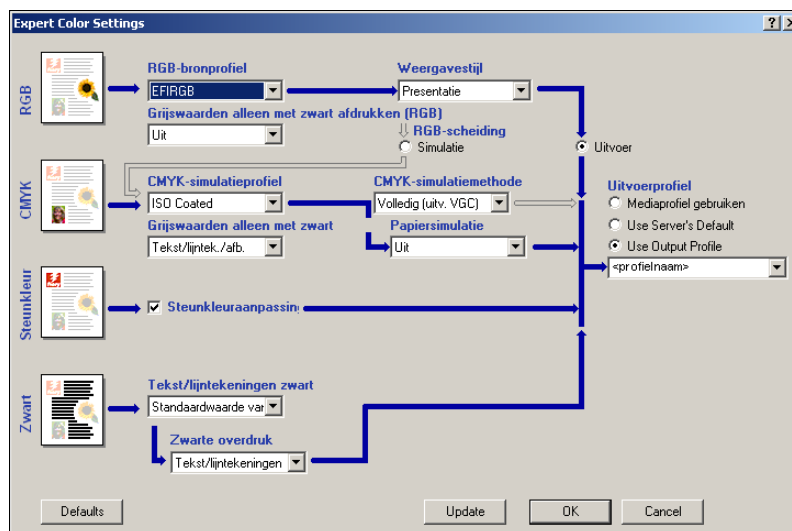 Expert Color Settings
RGB
RGB-bronprofiel
EFIRGB
Weergavestijl
Presentatie
Grijswaarden alleen met zwart afdrukken (RGB)
Uit
RGB-scheiding
Simulatie
Uitvoer
CMYK
CMYK-simulatieprofiel
ISO Coated
CMYK-simulatiemethode
Volledig (uitv. VGC)
Grijswaarden alleen met zwart
Tekst/lijntek./afb.
Papiersimulatie
Uit
Uitvoerprofiel
Mediaprofiel gebruiken
Use Server's Default
Use Output Profile
<profielnaam>
Steunkleur
Steunkleuraanpassin
Zwart
Tekst/lijntekeningen zwart
Standaardwaarde var
Zwarte overdruk
Tekst/lijntekeningen
Defaults
Update
OK
Cancel